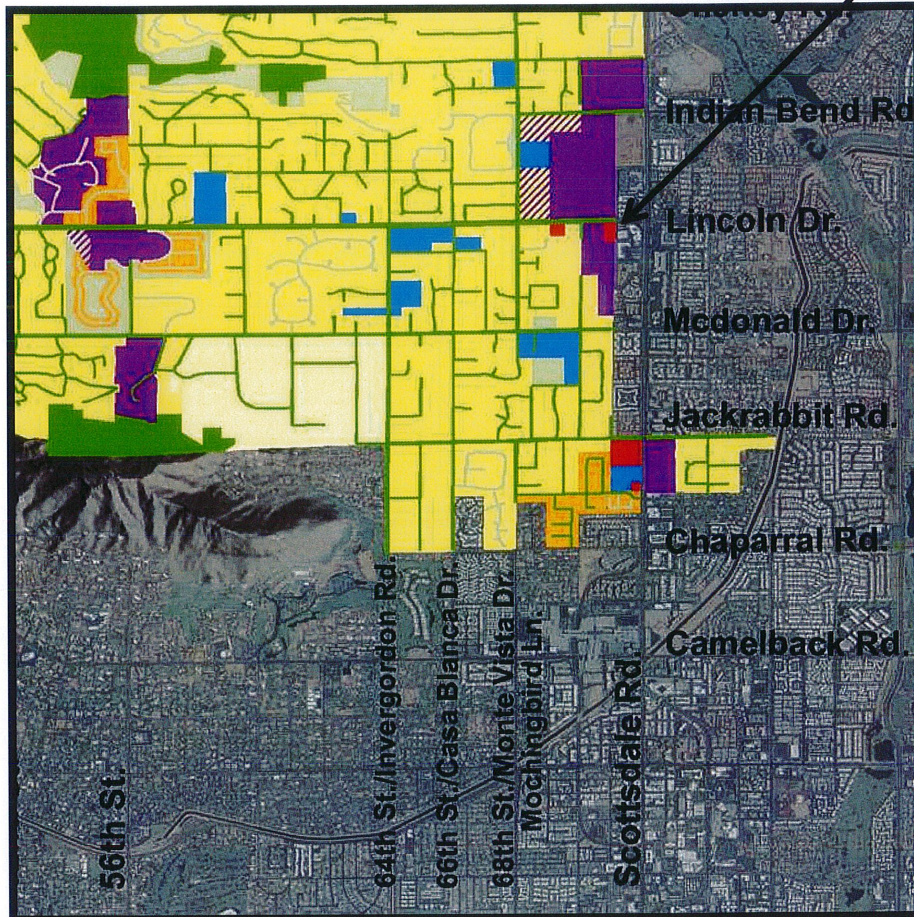 Indian Bend Rd
Lincoln Dr.
Mcdonald Dr.
Jackrabbit Rd.
Chaparral Rd.
Camelback Rd.
56th St.
64th St./Invergordon Rd.
66th St./Casa Blanca Dr.
68th St./Monte Vista Dr.
Mochingbird Ln.
Scottsdale Rd.